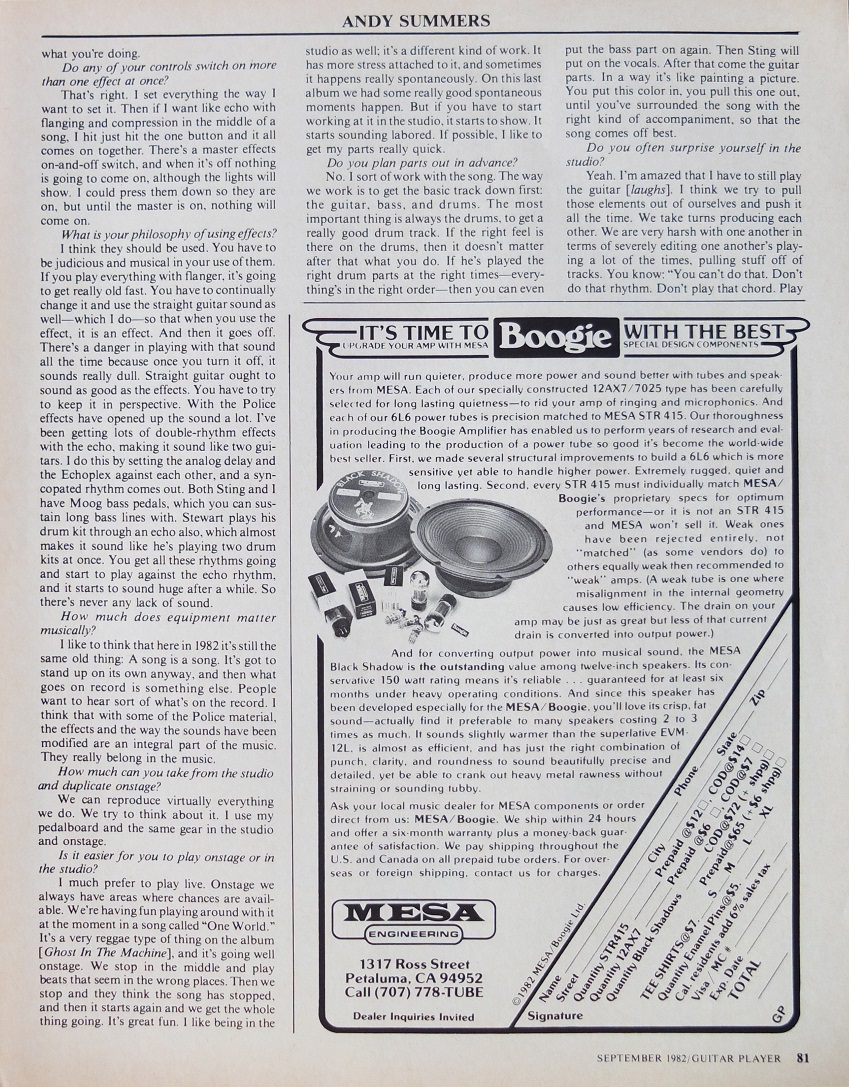 ANDY SUMMERS
what you're doing.
Do any of your controls switch on more
than one effect at once?
That's right. I set everything the way I
want to set it. Then if I want like echo with
flanging and compression in the middle of a
song, I hit just hit the one button and it all
comes on together. There's a master effects
on-and-off switch, and when it's off nothing
is going to come on, although the lights will
show. I could press them down so they are
on, but until the master is on, nothing will
come on.
What is your philosophy of using effects?
I think they should be used. You have to
be judicious and musical in your use of them.
If you play everything with flanger, it's going
to get really old fast. You have to continually
change it and use the straight guitar sound as
well—which I do—so that when you use the
effect, it is an effect. And then it goes off.
There's a danger in playing with that sound
all the time because once you turn it off, it
sounds really dull. Straight guitar ought to
sound as good as the effects. You have to try
to keep it in perspective. With the Police
effects have opened up the sound a lot. I've
been getting lots of double-rhythm effects
with the echo, making it sound like two gui-
tars. I do this by setting the analog delay and
the Echoplex against each other, and a syn-
copated rhythm comes out. Both Sting and I
have Moog bass pedals, which you can sus-
tain long bass lines with. Stewart plays his
drum kit through an echo also, which almost
makes it sound like he's playing two drum
kits at once. You get all these rhythms going
and start to play against the echo rhythm,
and it starts to sound huge after a while. So
there's never any lack of sound.
How much does equipment matter
musically?
I like to think that here in 1982 it's still the
same old thing: A song is a song. It's got to
stand up on its own anyway, and then what
goes on record is something else. People
want to hear sort of what's on the record. I
think that with some of the Police material,
the effects and the way the sounds have been
modified are an integral part of the music.
They really belong in the music.
How much can you take from the studio
and duplicate onstage?
We can reproduce virtually everything
we do. We try to think about it. I use my
pedalboard and the same gear in the studio
and onstage.
Is it easier for you to play onstage or in
the studio?
I much prefer to play live. Onstage we
always have areas where chances are avail-
able. We're having fun playing around with it
at the moment in a song called "One World."
It's a very reggae type of thing on the album
[Ghost In The Machine], and it's going well
onstage. We stop in the middle and play
beats that seem in the wrong places. Then we
stop and they think the song has stopped,
and then it starts again and we get the whole
thing going. It's great fun. I like being in the
studio as well; it's a different kind of work. It
has more stress attached to it, and sometimes
it happens really spontaneously. On this last
album we had some really good spontaneous
moments happen. But if you have to start
working at it in the studio, it starts to show. It
starts sounding labored. If possible, I like to
get my parts really quick.
Do you plan parts out in advance?
No. I sort of work with the song. The way
we work is to get the basic track down first:
the guitar, bass, and drums. The most
important thing is always the drums, to get a
really good drum track. If the right feel is
there on the drums, then it doesn't matter
after that what you do. If he's played the
right drum parts at the right times—every-
thing's in the right order—then you can even
put the bass part on again. Then Sting will
put on the vocals. After that come the guitar
parts. In a way it's like painting a picture.
You put this color in, you pull this one out,
until you've surrounded the song with the
right kind of accompaniment, so that the
song comes off best.
Do you often surprise yourself in the
studio?
Yeah. I'm amazed that I have to still play
the guitar [laughs]. I think we try to pull
those elements out of ourselves and push it
all the time. We take turns producing each
other. We are very harsh with one another in
terms of severely editing one another's play-
ing a lot of the times, pulling stuff off of
tracks. You know: "You can't do that. Don't
do that rhythm. Don't play that chord. Play
IT'S TIME TO Boogie WITH THE BEST
UPGRADE YOUR AMP WITH MESA SPECIAL DESIGN COMPONENTS
Your amp will run quieter, produce more power and sound better with tubes and speak-
ers from MESA. Each of our specially constructed 12AX7/7025 type has been carefully
selected for long lasting quietness—to rid your amp of ringing and microphonics. And
each of our 6L6 power tubes is precision matched to MESA STR 415. Our thoroughness
in producing the Boogie Amplifier has enabled us to perform years of research and eval-
uation leading to the production of a power tube so good it's become the world-wide
best seller. First, we made several structural improvements to build a 6L6 which is more
sensitive yet able to handle higher power. Extremely rugged, quiet and
long lasting. Second, every STR 415 must individually match MESA/
Boogie's proprietary specs for optimum
performance—or it is not an STR 415
and MESA won't sell it. Weak ones
have been rejected entirely, not
"matched" (as some vendors do) to
others equally weak then recommended to
"weak" amps. (A weak tube is one where
misalignment in the internal geometry
causes low efficiency. The drain on your
amp may be just as great but less of that current
drain is converted into output power.)
BLACK SHADOW
And for converting output power into musical sound, the MESA
Black Shadow is the outstanding value among twelve-inch speakers. Its con-
servative 150 watt rating means it's reliable . . . guaranteed for at least six
months under heavy operating conditions. And since this speaker has
been developed especially for the MESA/Boogie, you'll love its crisp, fat
sound—actually find it preferable to many speakers costing 2 to 3
times as much. It sounds slightly warmer than the superlative EVM-
12L, is almost as efficient, and has just the right combination of
punch, clarity, and roundness to sound beautifully precise and
detailed, yet be able to crank out heavy metal rawness without
straining or sounding tubby.
Ask your local music dealer for MESA components or order
direct from us: MESA/Boogie. We ship within 24 hours
and offer a six-month warranty plus a money-back guar-
antee of satisfaction. We pay shipping throughout the
U.S. and Canada on all prepaid tube orders. For over-
seas or foreign shipping, contact us for charges.
MESA
ENGINEERING
1317 Ross Street
Petaluma, CA 94952
Call (707) 778-TUBE
Dealer Inquiries Invited
©1982 MESA/Boogie Ltd.
Name Phone
Street City State Zip
Quantity STR415 Prepaid @$12 , COD@$14
Quantity 12AX7 Prepaid @$6 , COD@$7
Quantity Black Shadows COD@$72 (+ shpg)
Prepaid@$65 (+$6 shpg)
TEE SHIRTS@$7. S M L XL
Quantity Enamel Pins@$5.
Cal. residents add 6% sales tax
Visa / MC #
Exp. Date
TOTAL
Signature
GP
SEPTEMBER 1982/GUITAR PLAYER 81